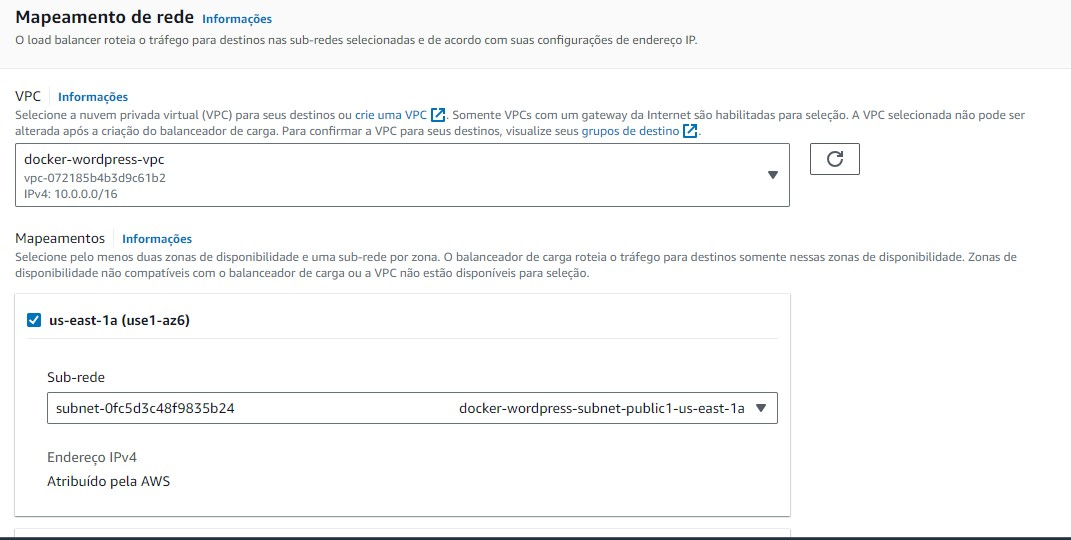 Mapeamento de rede Informações
O load balancer roteia o tráfego para destinos nas sub-redes selecionadas e de acordo com suas configurações de endereço IP.
VPC Informações
Selecione a nuvem privada virtual (VPC) para seus destinos ou crie uma VPC. Somente VPCs com um gateway da Internet são habilitadas para seleção. A VPC selecionada não pode ser
alterada após a criação do balanceador de carga. Para confirmar a VPC para seus destinos, visualize seus grupos de destino.
docker-wordpress-vpc
vpc-072185b4b3d9c61b2
IPv4: 10.0.0.0/16
Mapeamentos Informações
Selecione pelo menos duas zonas de disponibilidade e uma sub-rede por zona. O balanceador de carga roteia o tráfego para destinos somente nessas zonas de disponibilidade. Zonas de
disponibilidade não compatíveis com o balanceador de carga ou a VPC não estão disponíveis para seleção.
us-east-1a (use1-az6)
Sub-rede
subnet-0fc5d3c48f9835b24 docker-wordpress-subnet-public1-us-east-1a
Endereço IPv4
Atribuído pela AWS